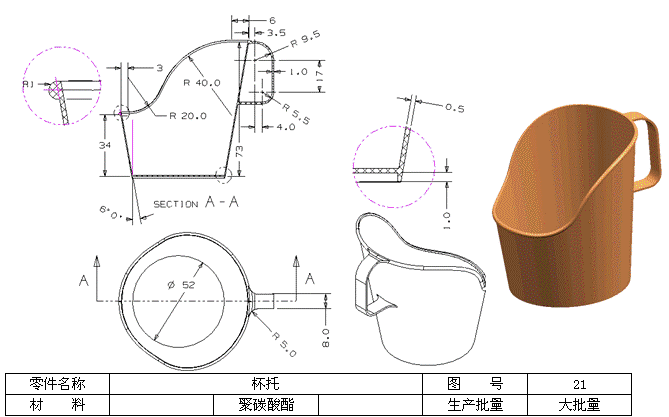 6
3.5
R 9.5
3
R1
R 40.0
1.0
17
R 20.0
R 5.5
4.0
0.5
34
73
6°0.
SECTION A-A
1.0
A
A
Ø 52
8.0
R 5.0
零件名称 杯托 图 号 21
材 料 聚碳酸酯 生产批量 大批量